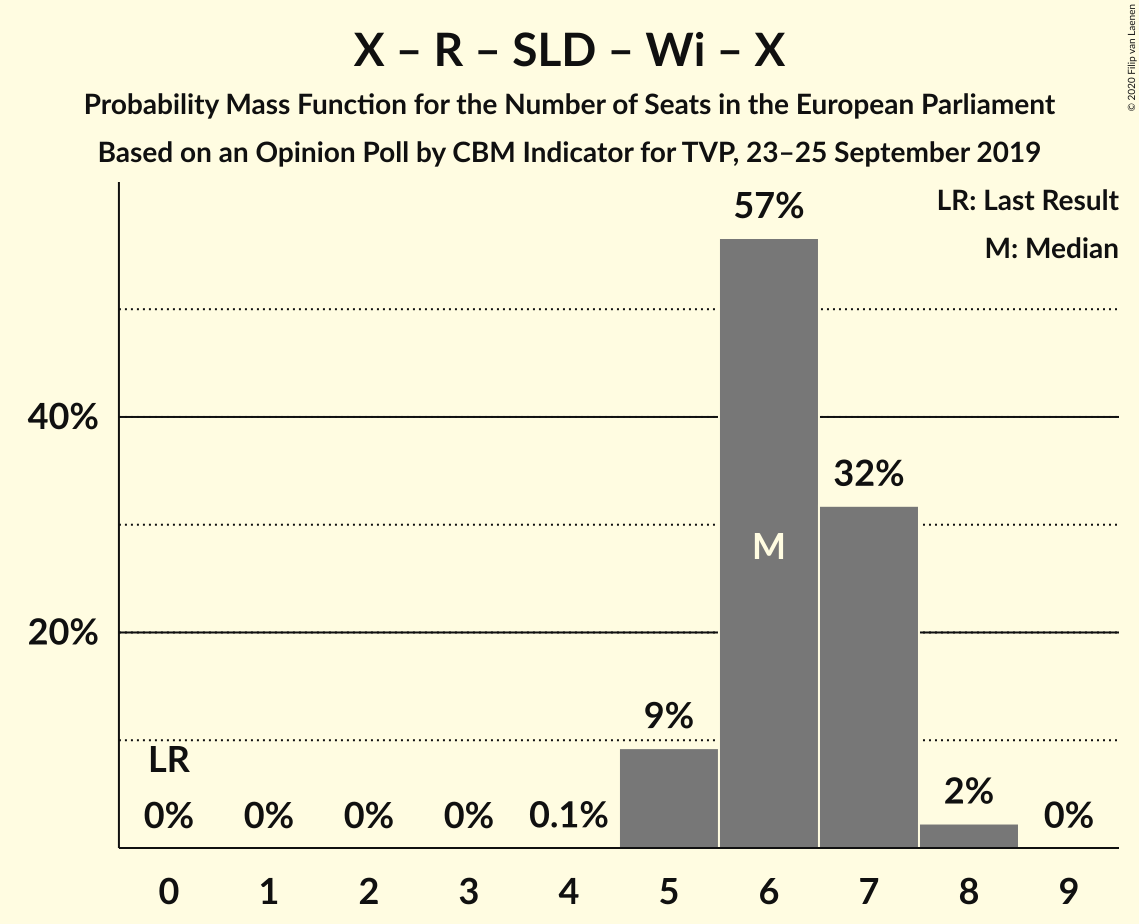 X – R – SLD – Wi – X
Probability Mass Function for the Number of Seats in the European Parliament
Based on an Opinion Poll by CBM Indicator for TVP, 23–25 September 2019
© 2020 Filip van Laenen
LR: Last Result
M: Median
57%
40%
32%
M
20%
9%
LR
0% 0% 0% 0% 0.1% 2% 0%
0 1 2 3 4 5 6 7 8 9